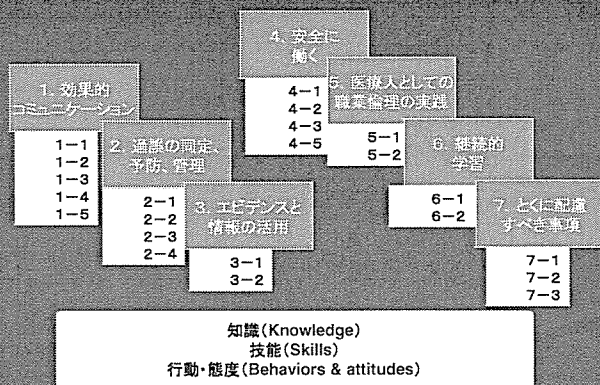 1、効果的
コミュニケーション
1-1
1-2
1-3
1-4
1-5
2、過誤の同定、
予防、管理
2-1
2-2
2-3
2-4
3、エビデンスと
情報の活用
3-1
3-2
4、安全に
働く
4-1
4-2
4-3
4-5
5、医療人としての
職業倫理の実践
5-1
5-2
6、継続的
学習
6-1
6-2
7、とくに配慮
すべき事項
7-1
7-2
7-3
知識(Knowledge)
技能(Skills)
行動・態度(Behaviors & attitudes)